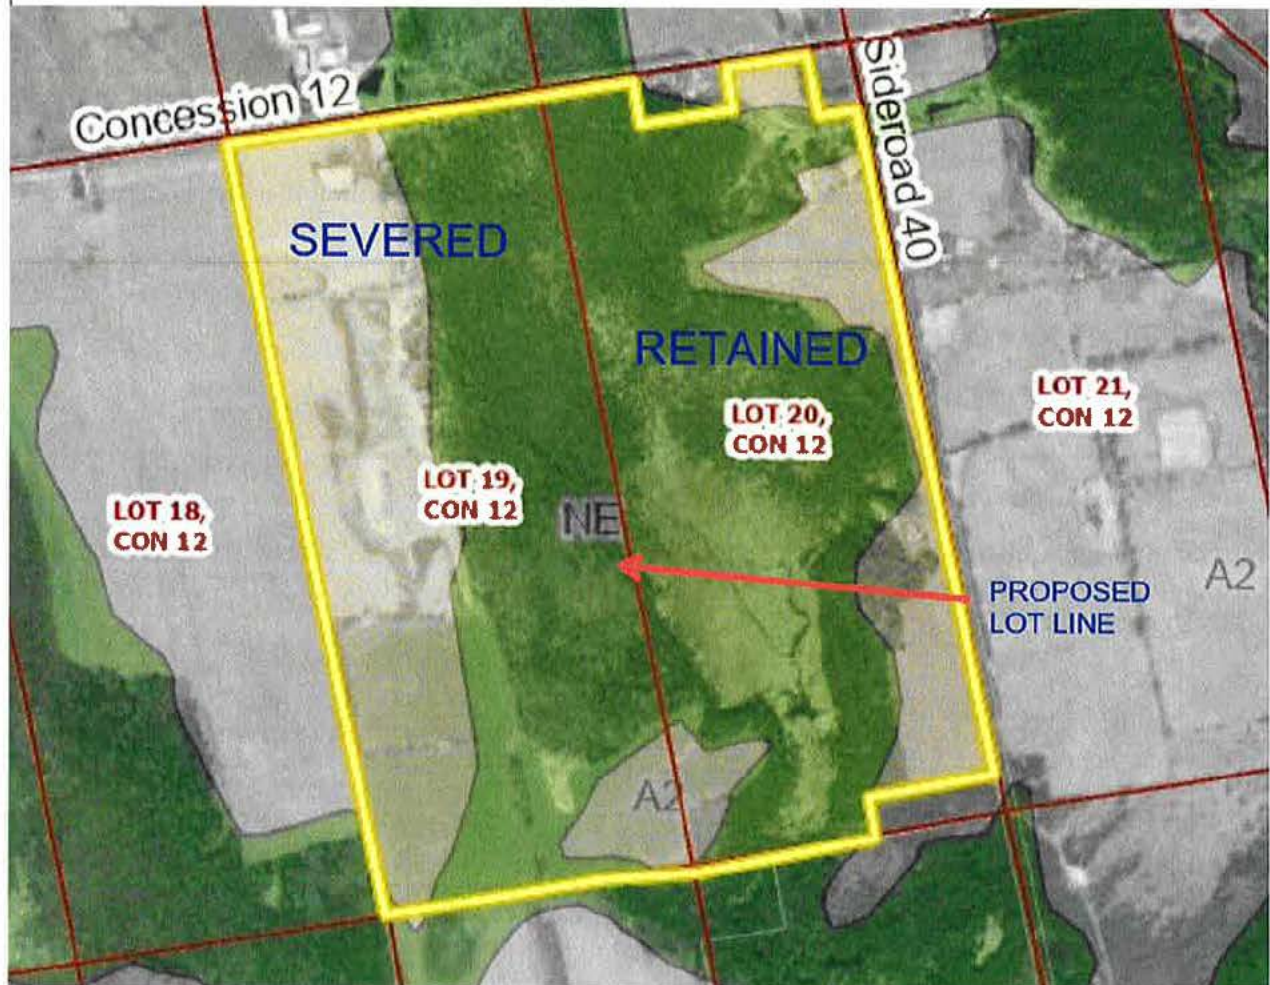 Concession 12
Sideroad 40
SEVERED
RETAINED
LOT 21,
CON 12
LOT 20,
CON 12
LOT 19,
CON 12
LOT 18,
CON 12
NE
A2
PROPOSED
LOT LINE
A2